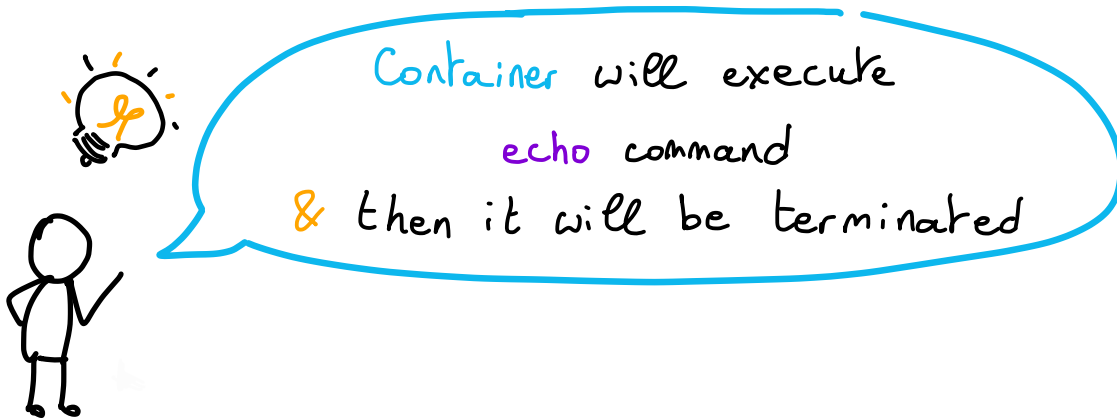 Container will execute
echo command
& then it will be terminated